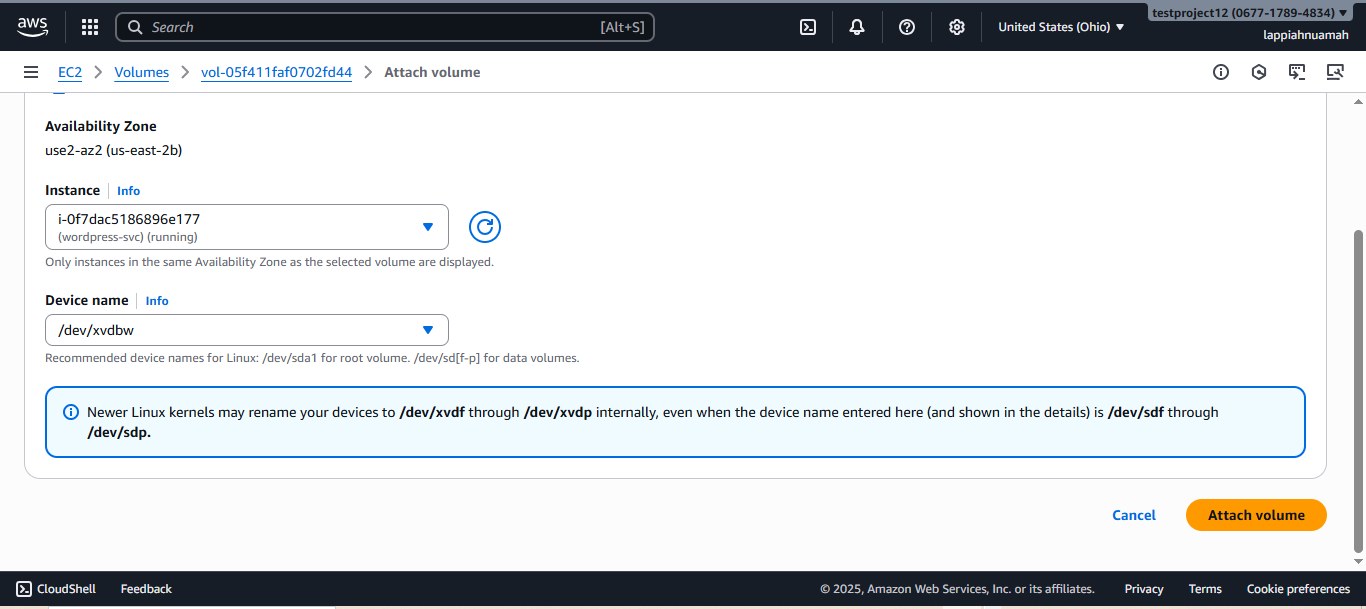 aws
Search [Alt+S]
United States (Ohio)
testproject12 (0677-1789-4834)
lappiahnuamah
EC2 Volumes vol-05f411faf0702fd44 Attach volume
Availability Zone
use2-az2 (us-east-2b)
Instance Info
i-0f7dac5186896e177
(wordpress-svc) (running)
Only instances in the same Availability Zone as the selected volume are displayed.
Device name Info
/dev/xvdbw
Recommended device names for Linux: /dev/sda1 for root volume. /dev/sd[f-p] for data volumes.
Newer Linux kernels may rename your devices to /dev/xvdf through /dev/xvdp internally, even when the device name entered here (and shown in the details) is /dev/sdf through
/dev/sdp.
Cancel Attach volume
CloudShell Feedback © 2025, Amazon Web Services, Inc. or its affiliates. Privacy Terms Cookie preferences